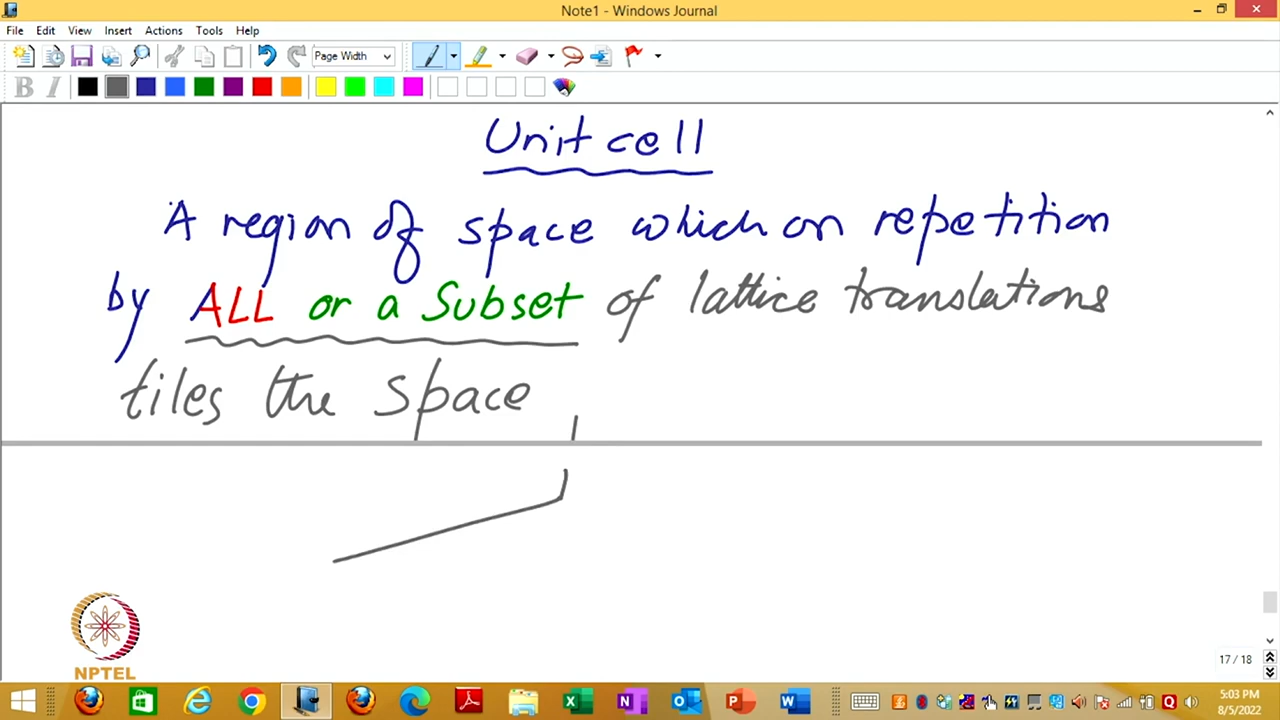 Note1 - Windows Journal
File Edit View Insert Actions Tools Help
Page Width
B I
Unit cell
A region of space which on repetition
by ALL or a Subset of lattice translations
tiles the space
NPTEL
17 / 18
5:03 PM
8/5/2022